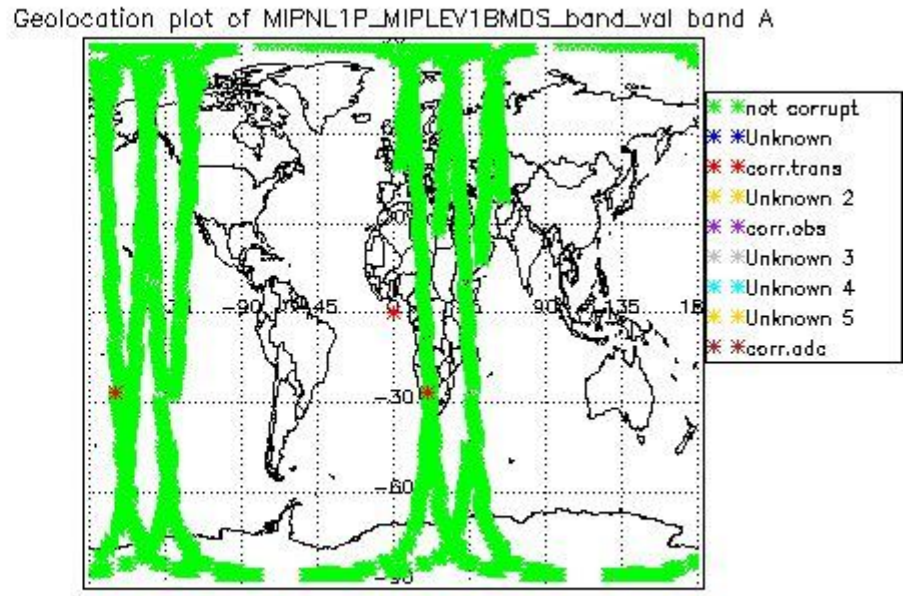 Geolocation plot of MIPNL1P_MIPLEV1BMDS_band_val band A
not corrupt
Unknown
corr.trans
Unknown 2
corr.obs
Unknown 3
Unknown 4
Unknown 5
corr.adc
-90
45
90
135
-30
-60
-90